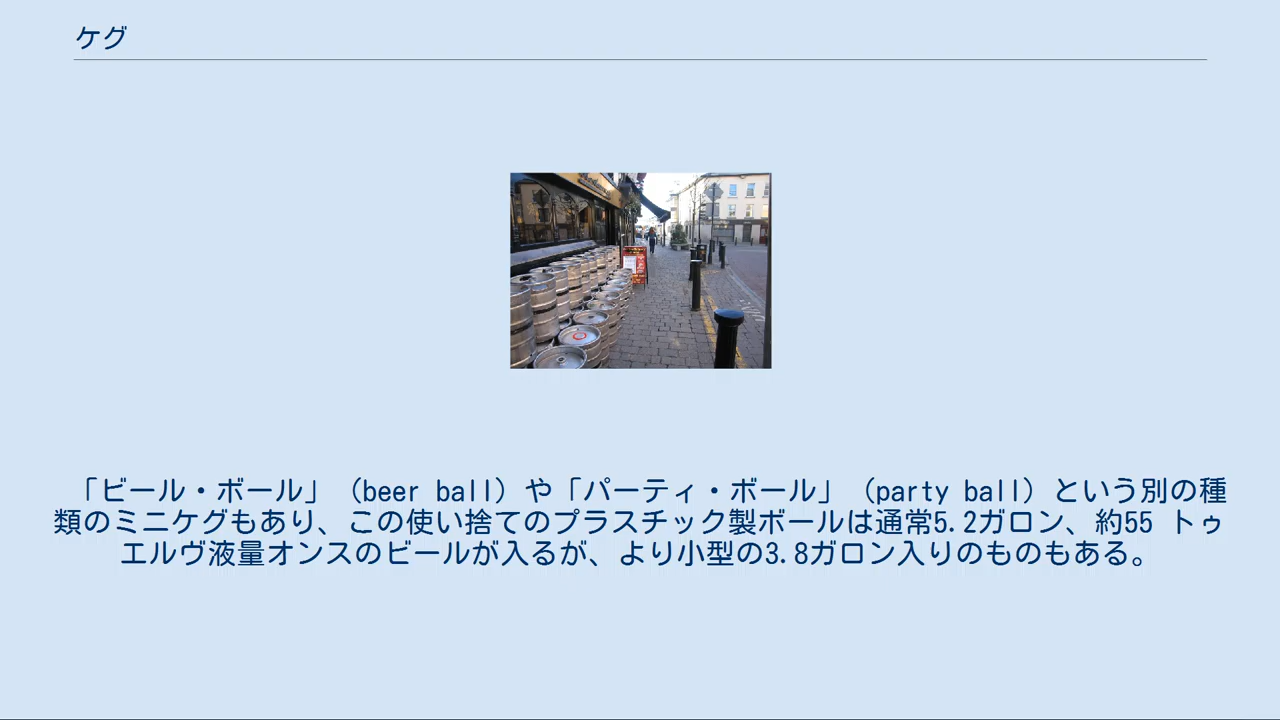 ケグ
「ビール・ボール」（beer ball）や「パーティ・ボール」（party ball）という別の種
類のミニケグもあり、この使い捨てのプラスチック製ボールは通常5.2ガロン、約55 トゥ
エルヴ液量オンスのビールが入るが、より小型の3.8ガロン入りのものもある。